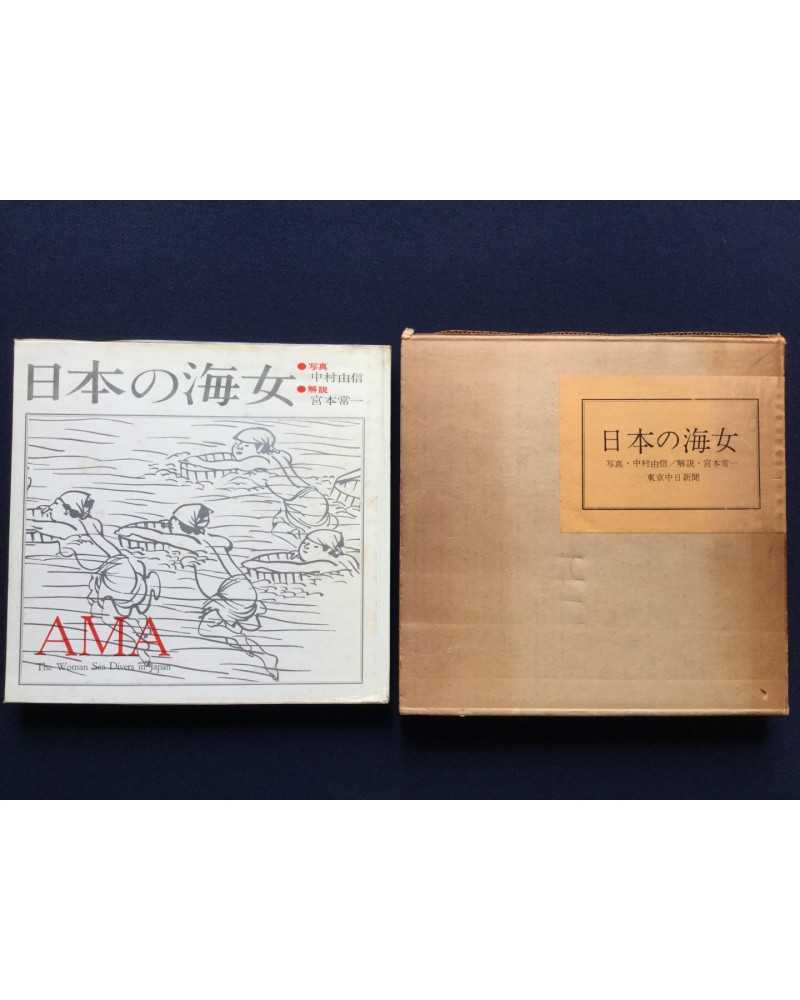 日本の海女
●写真
中村由信
●解説
宮本常一
AMA
The Woman Sea Divers in Japan
日本の海女
写真・中村由信／解説・宮本常一
東京中日新聞